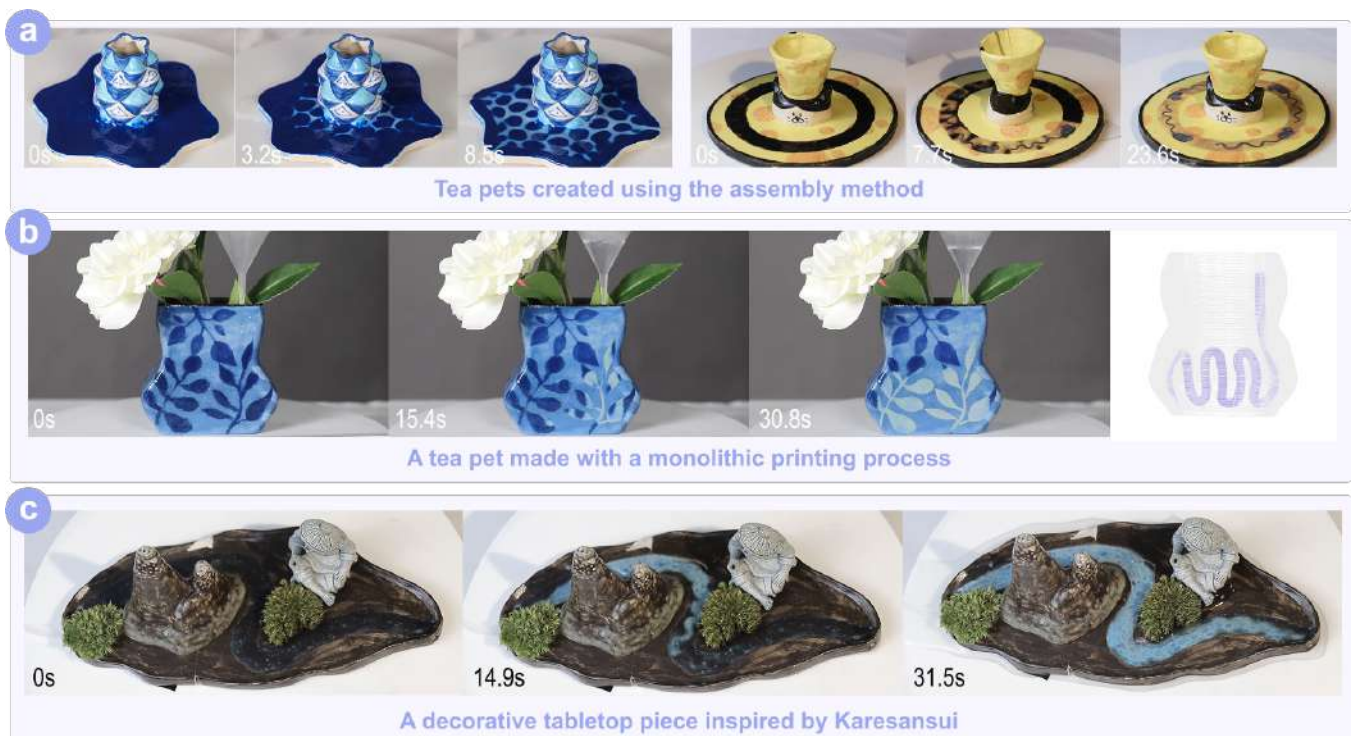 a
0s 3.2s 8.5s 0s 7.7s 23.6s
Tea pets created using the assembly method
b
0s 15.4s 30.8s
A tea pet made with a monolithic printing process
c
0s 14.9s 31.5s
A decorative tabletop piece inspired by Karesansui